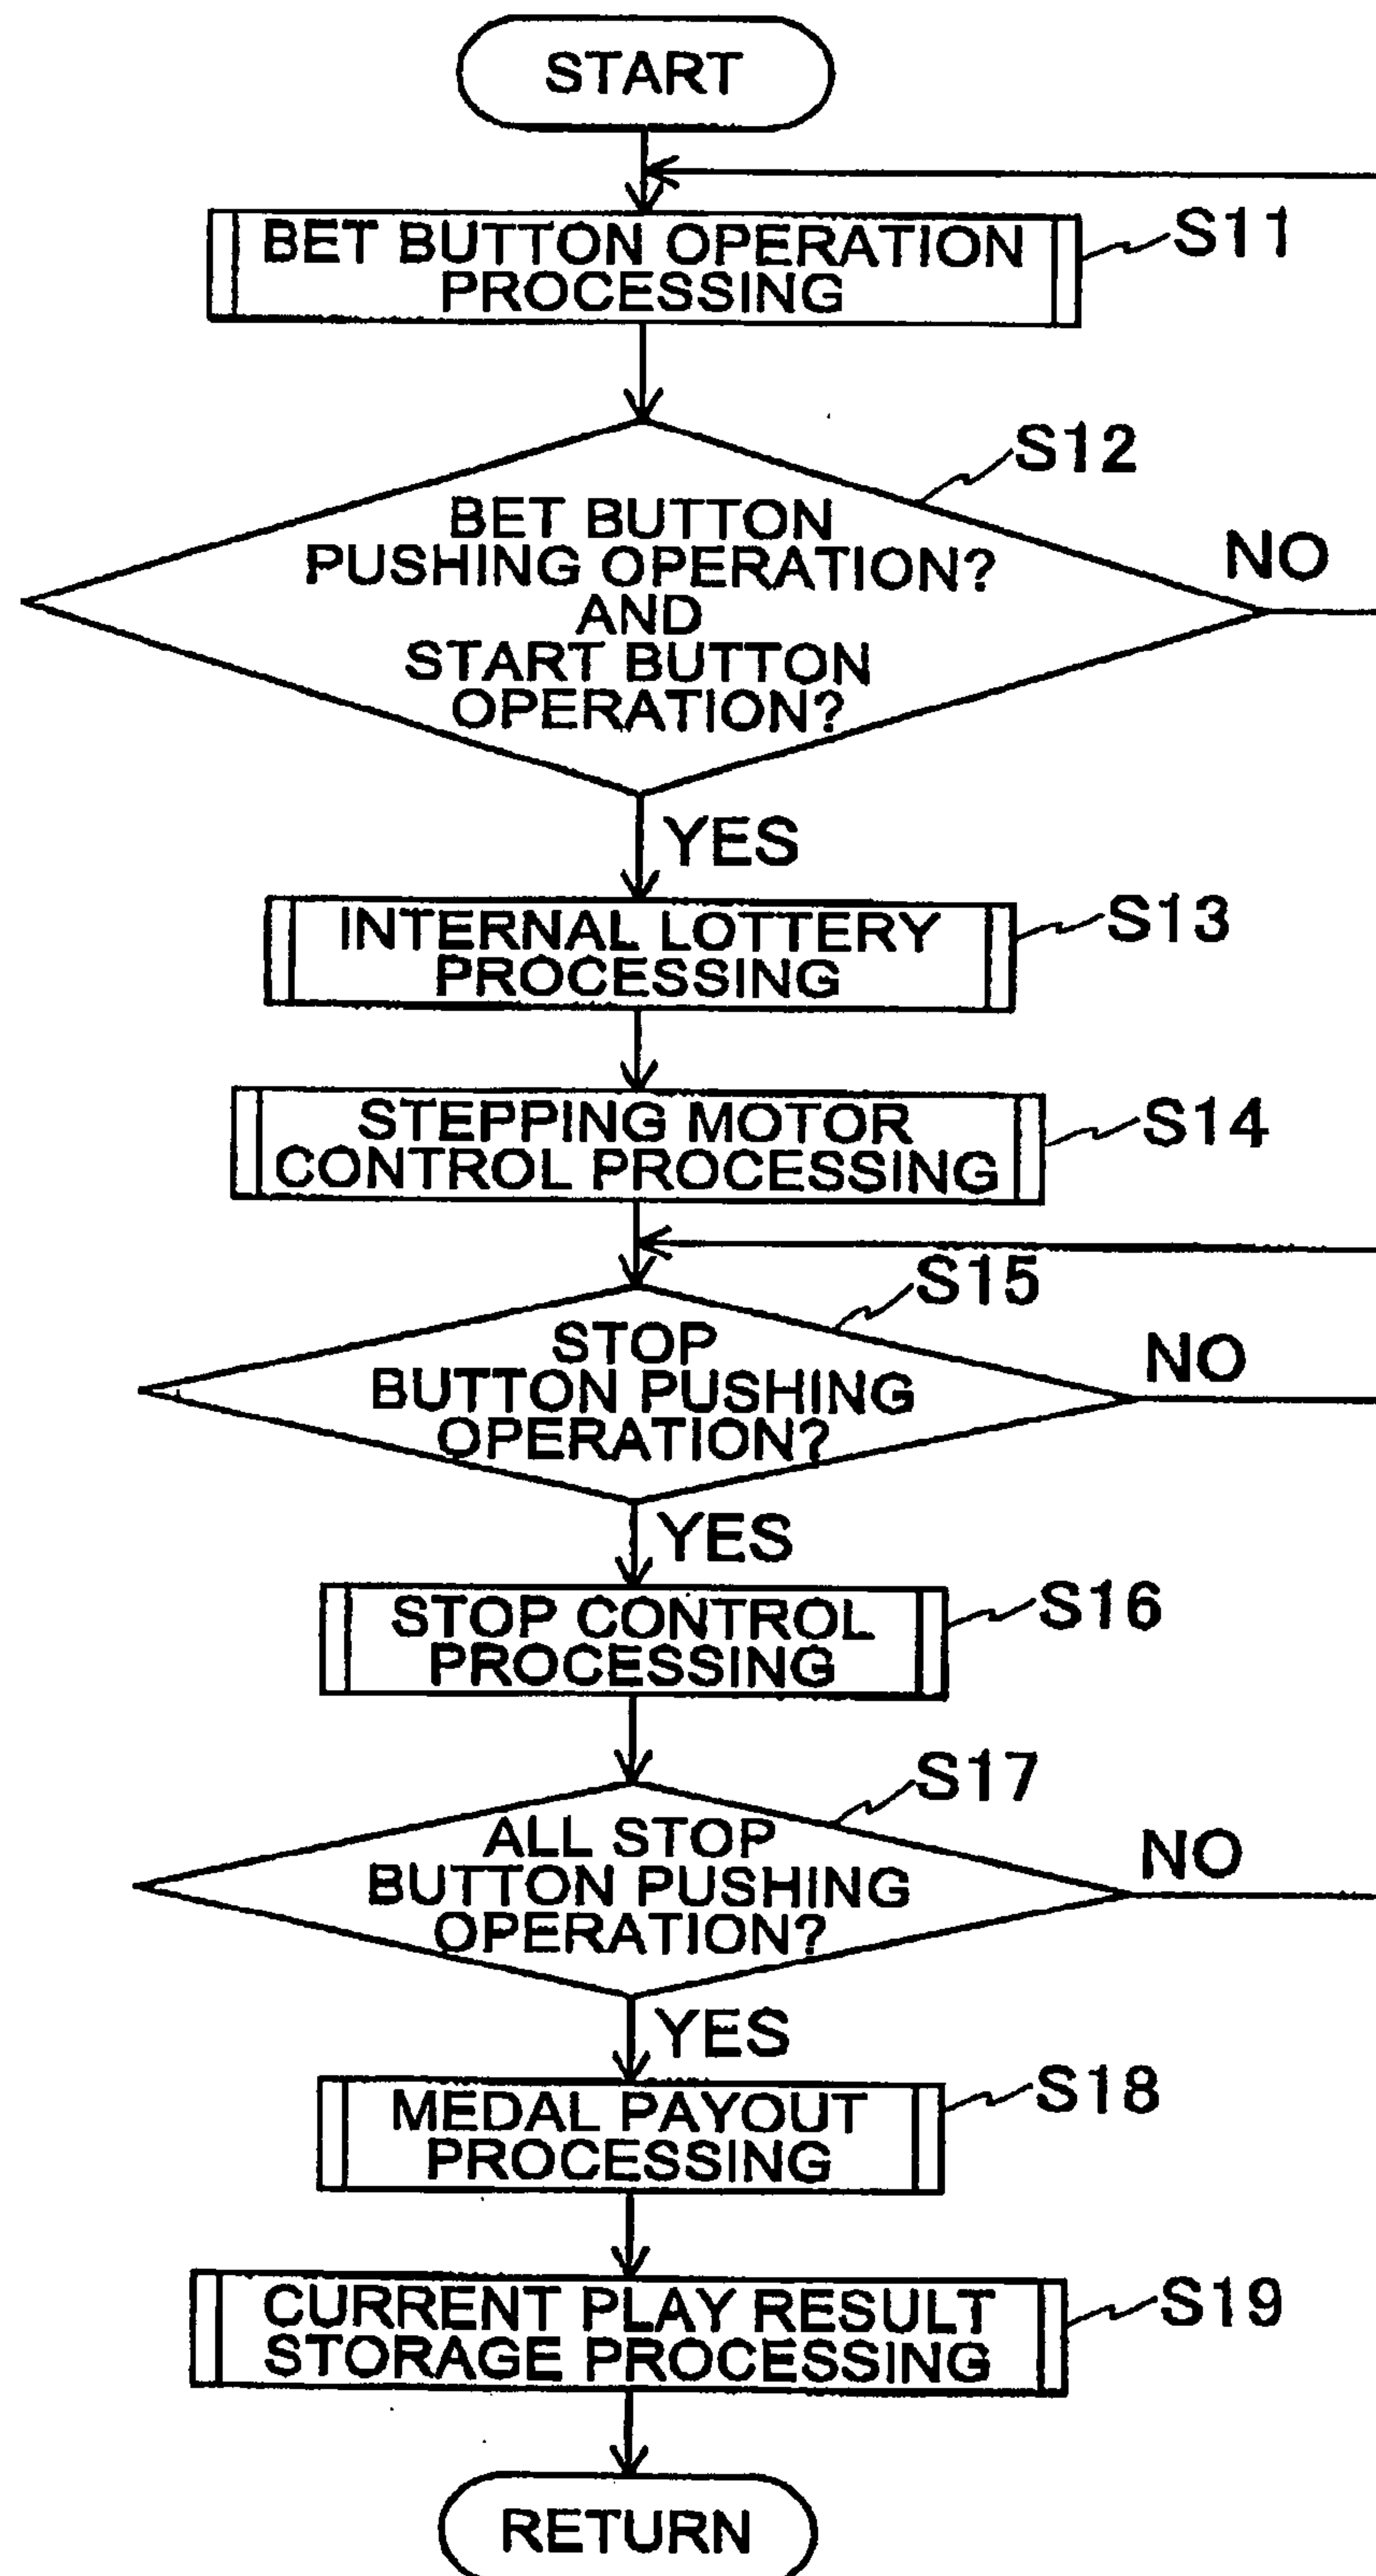 START
BET BUTTON OPERATION
PROCESSING
S11
S12
BET BUTTON
PUSHING OPERATION?
AND
START BUTTON
OPERATION?
NO
YES
INTERNAL LOTTERY
PROCESSING
S13
STEPPING MOTOR
CONTROL PROCESSING
S14
S15
STOP
BUTTON PUSHING
OPERATION?
NO
YES
STOP CONTROL
PROCESSING
S16
S17
ALL STOP
BUTTON PUSHING
OPERATION?
NO
YES
MEDAL PAYOUT
PROCESSING
S18
CURRENT PLAY RESULT
STORAGE PROCESSING
S19
RETURN